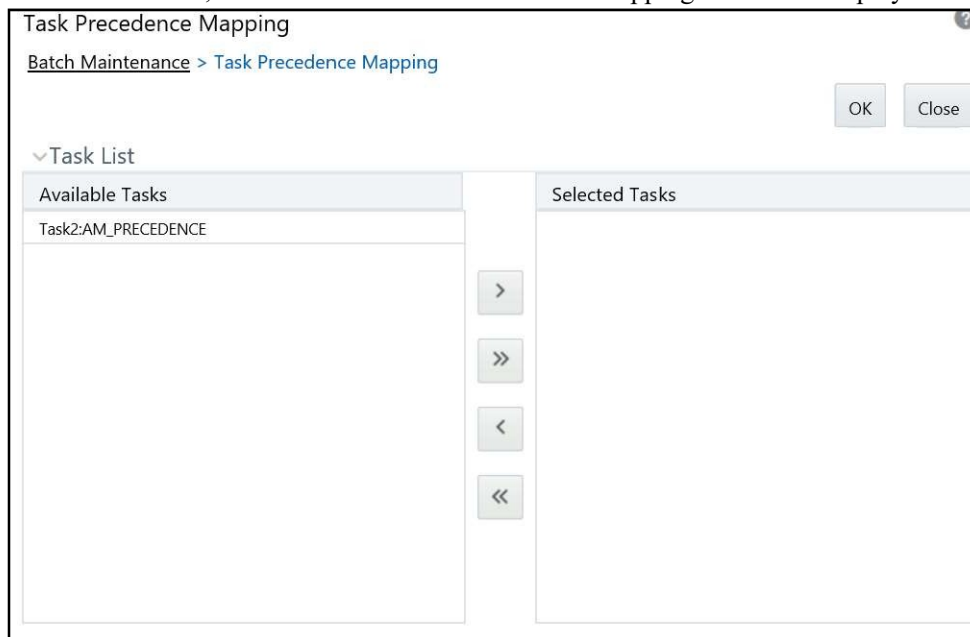 Task Precedence Mapping
?
Batch Maintenance > Task Precedence Mapping
OK Close
Task List
Available Tasks Selected Tasks
Task2:AM_PRECEDENCE
>
»
<
«